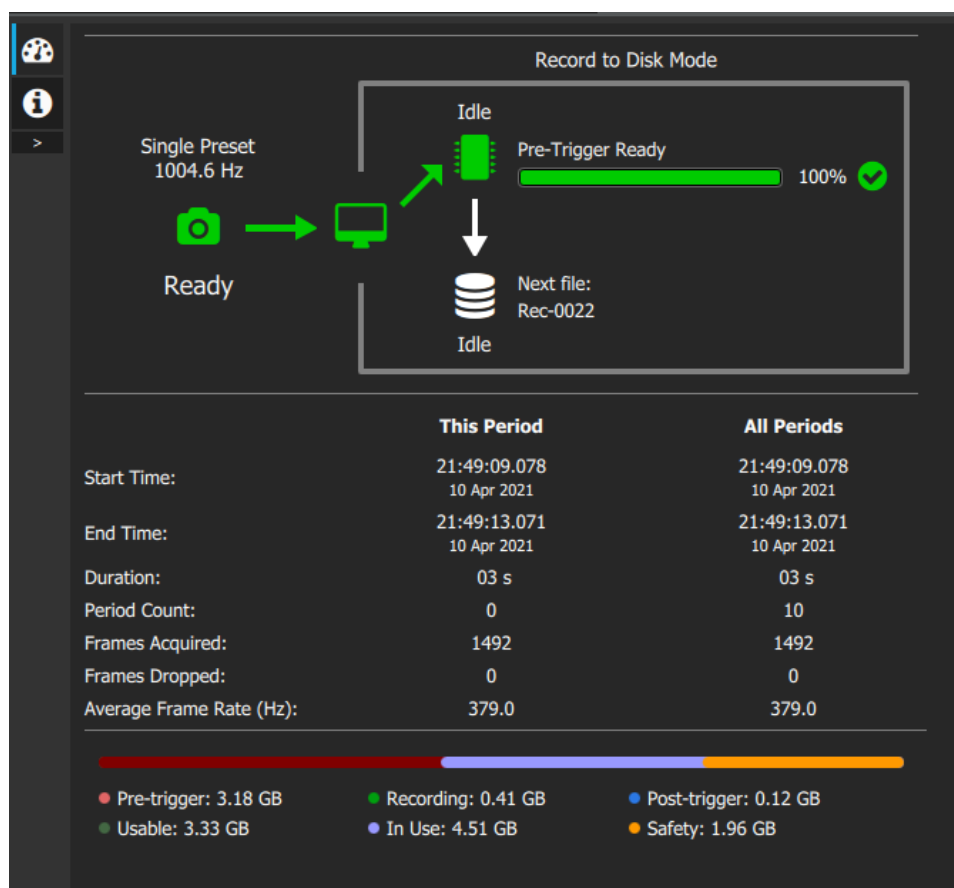 Record to Disk Mode
Idle
Single Preset
1004.6 Hz
Pre-Trigger Ready
100%
Ready
Next file:
Rec-0022
Idle
>
This Period All Periods
Start Time: 21:49:09.078 21:49:09.078
10 Apr 2021 10 Apr 2021
End Time: 21:49:13.071 21:49:13.071
10 Apr 2021 10 Apr 2021
Duration: 03 s 03 s
Period Count: 0 10
Frames Acquired: 1492 1492
Frames Dropped: 0 0
Average Frame Rate (Hz): 379.0 379.0
Pre-trigger: 3.18 GB Recording: 0.41 GB Post-trigger: 0.12 GB
Usable: 3.33 GB In Use: 4.51 GB Safety: 1.96 GB